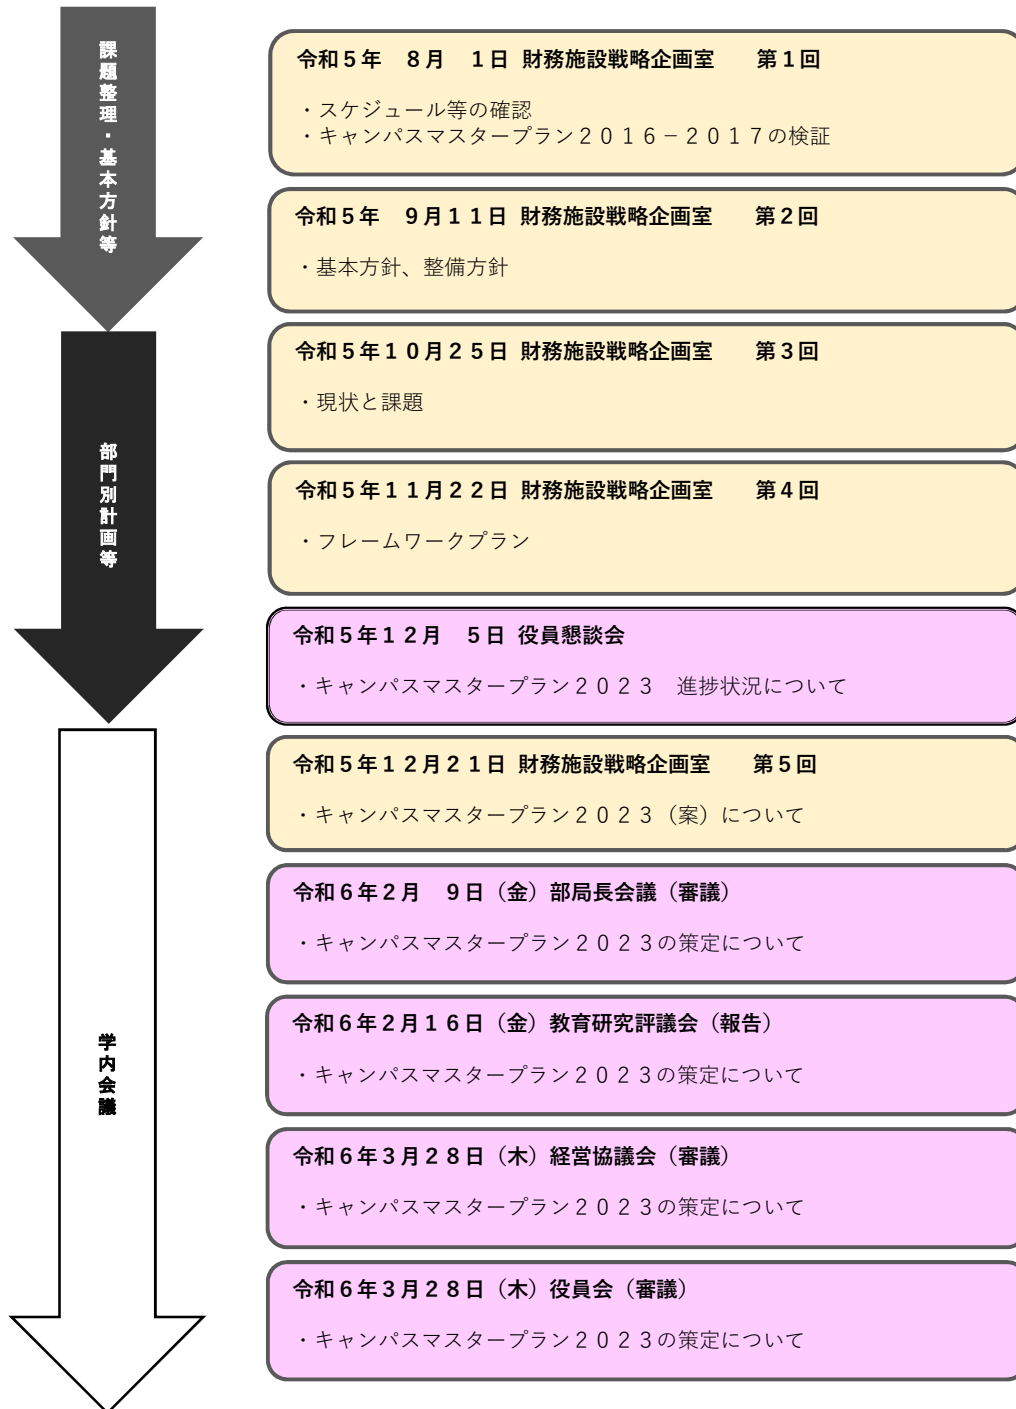 課題整理・基本方針等
令和５年　８月　１日 財務施設戦略企画室　　第１回
・スケジュール等の確認
・キャンパスマスタープラン２０１６－２０１７の検証
令和５年　９月１１日 財務施設戦略企画室　　第２回
・基本方針、整備方針
部門別計画等
令和５年１０月２５日 財務施設戦略企画室　　第３回
・現状と課題
令和５年１１月２２日 財務施設戦略企画室　　第４回
・フレームワークプラン
令和５年１２月　５日 役員懇談会
・キャンパスマスタープラン２０２３　進捗状況について
学内会議
令和５年１２月２１日 財務施設戦略企画室　　第５回
・キャンパスマスタープラン２０２３（案）について
令和６年２月　９日（金）部局長会議（審議）
・キャンパスマスタープラン２０２３の策定について
令和６年２月１６日（金）教育研究評議会（報告）
・キャンパスマスタープラン２０２３の策定について
令和６年３月２８日（木）経営協議会（審議）
・キャンパスマスタープラン２０２３の策定について
令和６年３月２８日（木）役員会（審議）
・キャンパスマスタープラン２０２３の策定について